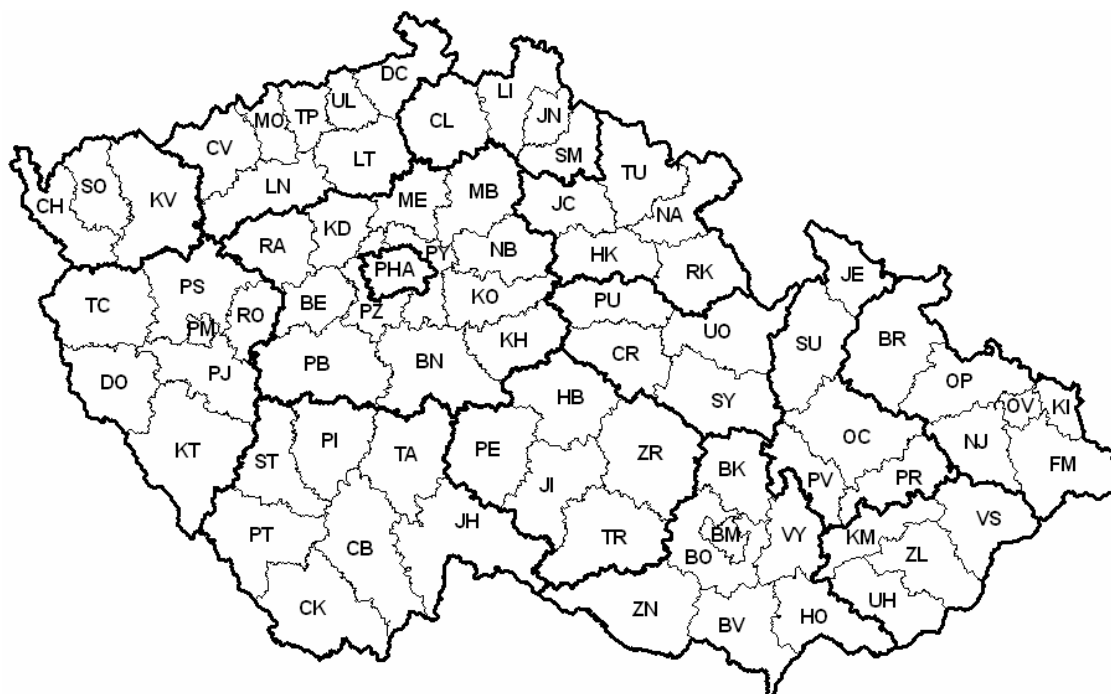 DC
LI
UL
MO
TP
CL
JN
CV
LT
SM
TU
SO
LN
CH
KV
ME
MB
JC
NA
RA
KD
PY
NB
HK
RK
PHA
JE
TC
PS
BE
KO
PU
RO
PZ
PM
UO
BR
KH
CR
SU
DO
PJ
PB
BN
OP
HB
SY
OV
KI
KT
ST
PI
TA
PE
ZR
OC
NJ
FM
JI
BK
PV
PR
PT
CB
JH
TR
BM
BO
VY
KM
VS
ZL
CK
ZN
BV
HO
UH